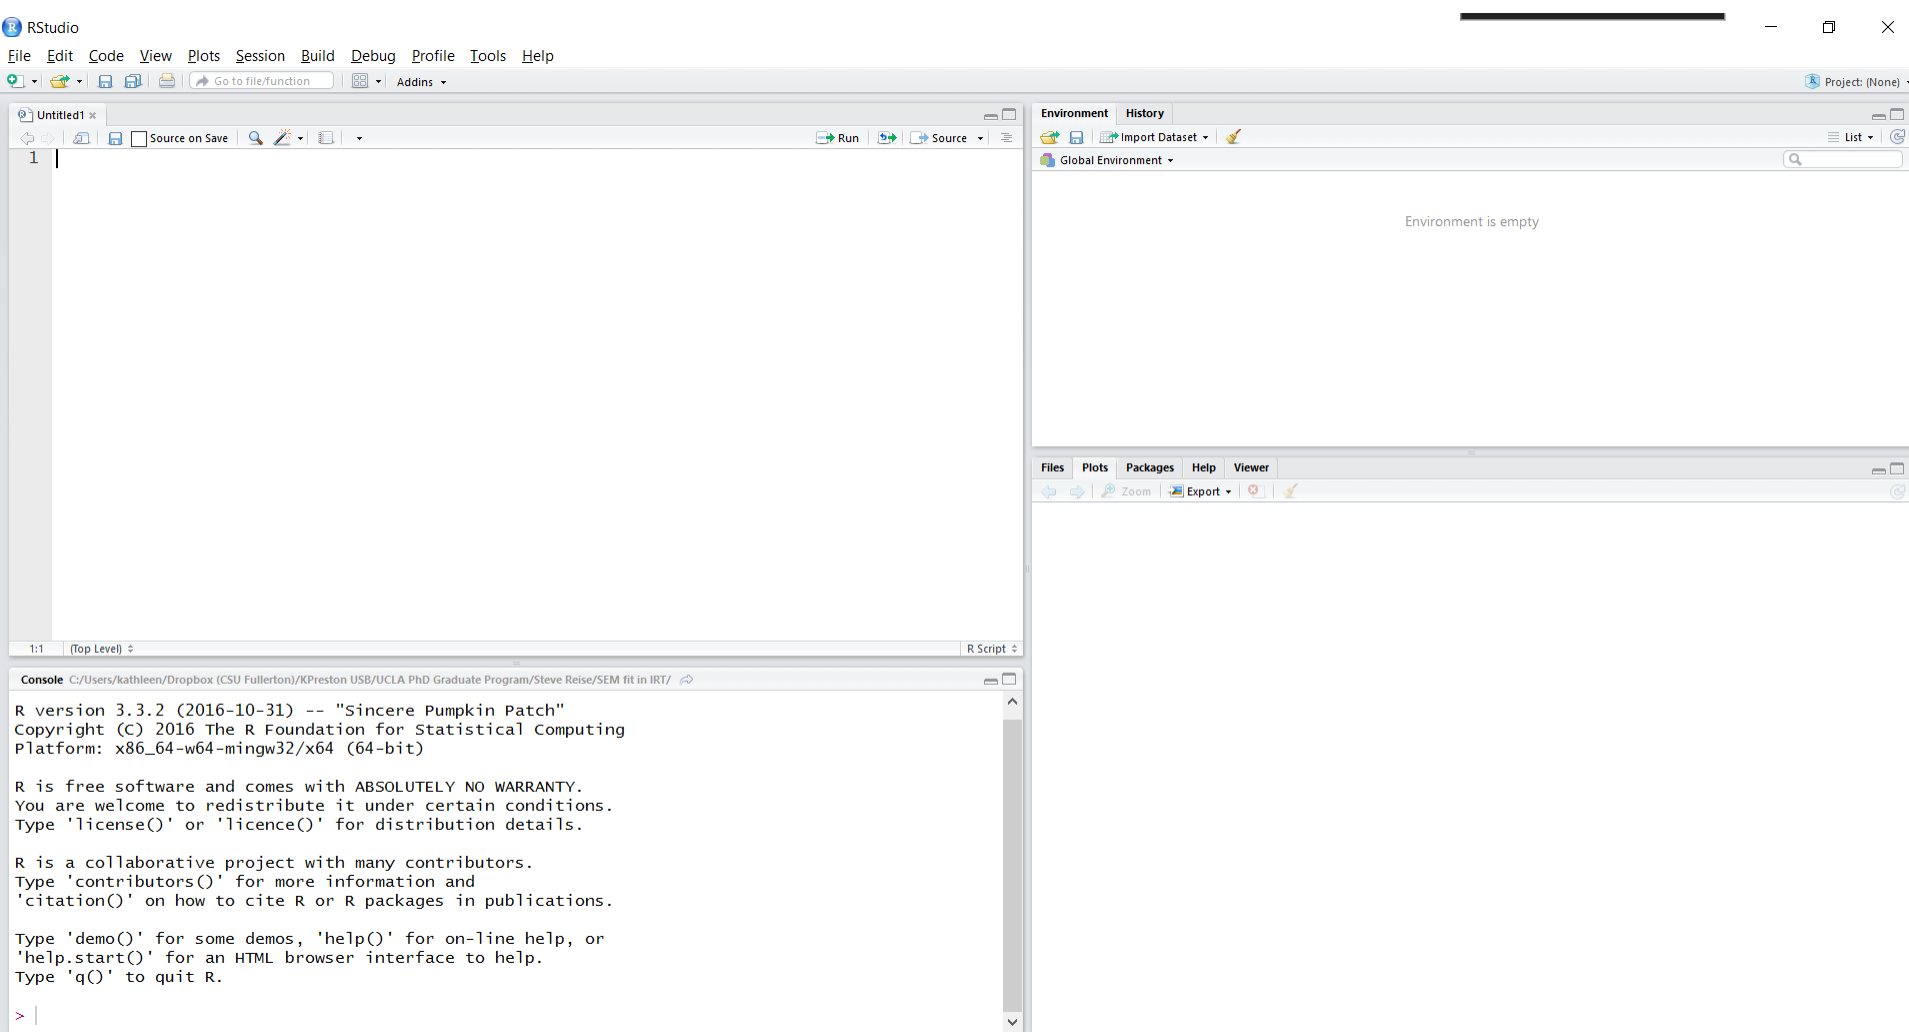 RStudio
File Edit Code View Plots Session Build Debug Profile Tools Help
Go to file/function Addins Project: (None)
Untitled1
Source on Save Run Source
1
1:1 (Top Level) R Script
Console C:/Users/kathleen/Dropbox (CSU Fullerton)/KPreston USB/UCLA PhD Graduate Program/Steve Reise/SEM fit in IRT/
R version 3.3.2 (2016-10-31) -- "Sincere Pumpkin Patch"
Copyright (C) 2016 The R Foundation for Statistical Computing
Platform: x86_64-w64-mingw32/x64 (64-bit)
R is free software and comes with ABSOLUTELY NO WARRANTY.
You are welcome to redistribute it under certain conditions.
Type 'license()' or 'licence()' for distribution details.
R is a collaborative project with many contributors.
Type 'contributors()' for more information and
'citation()' on how to cite R or R packages in publications.
Type 'demo()' for some demos, 'help()' for on-line help, or
'help.start()' for an HTML browser interface to help.
Type 'q()' to quit R.
>
Environment History
Import Dataset List
Global Environment
Environment is empty
Files Plots Packages Help Viewer
Zoom Export